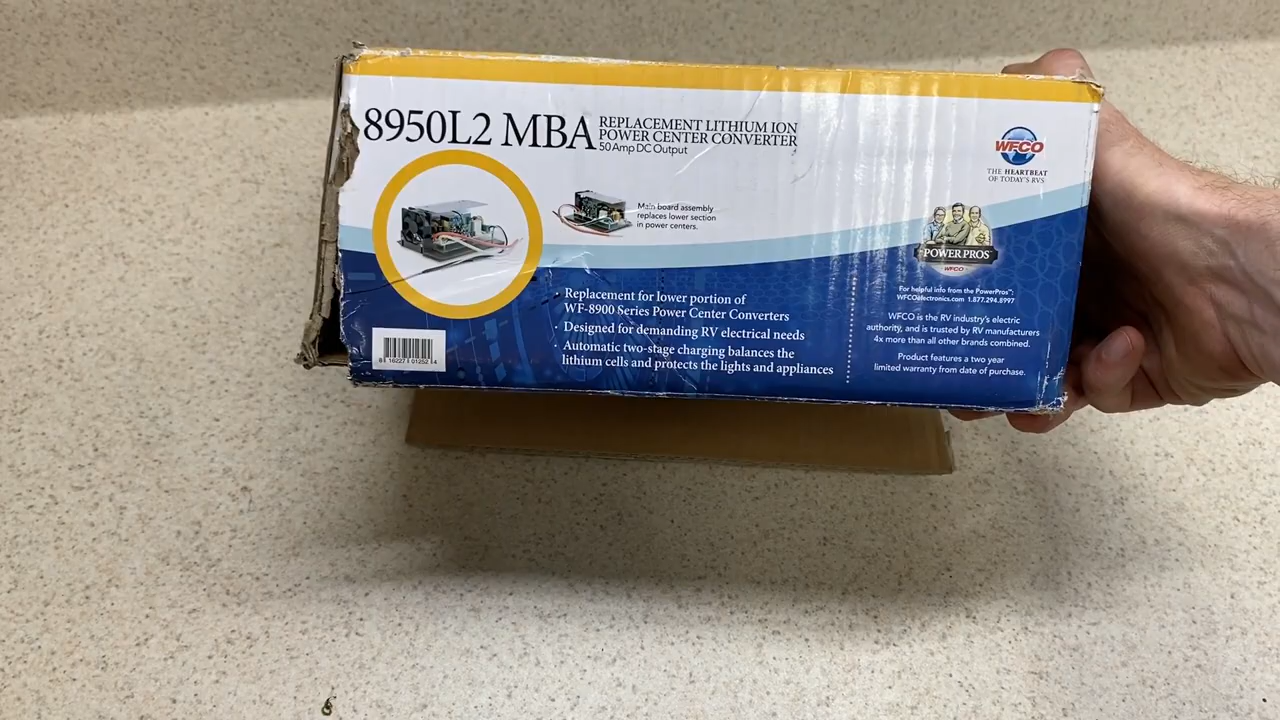 8950L2 MBA
REPLACEMENT LITHIUM ION
POWER CENTER CONVERTER
50 Amp DC Output
WFCO
THE HEARTBEAT
OF TODAY'S RVS
Main board assembly
replaces lower section
in power centers.
POWER PROS
WFCO
· Replacement for lower portion of
WF-8900 Series Power Center Converters
· Designed for demanding RV electrical needs
· Automatic two-stage charging balances the
lithium cells and protects the lights and appliances
For helpful info from the PowerPros™:
WFCOelectronics.com 1.877.294.8997
WFCO is the RV industry's electric
authority, and is trusted by RV manufacturers
4x more than all other brands combined.
Product features a two year
limited warranty from date of purchase.
8 16227 01252 4